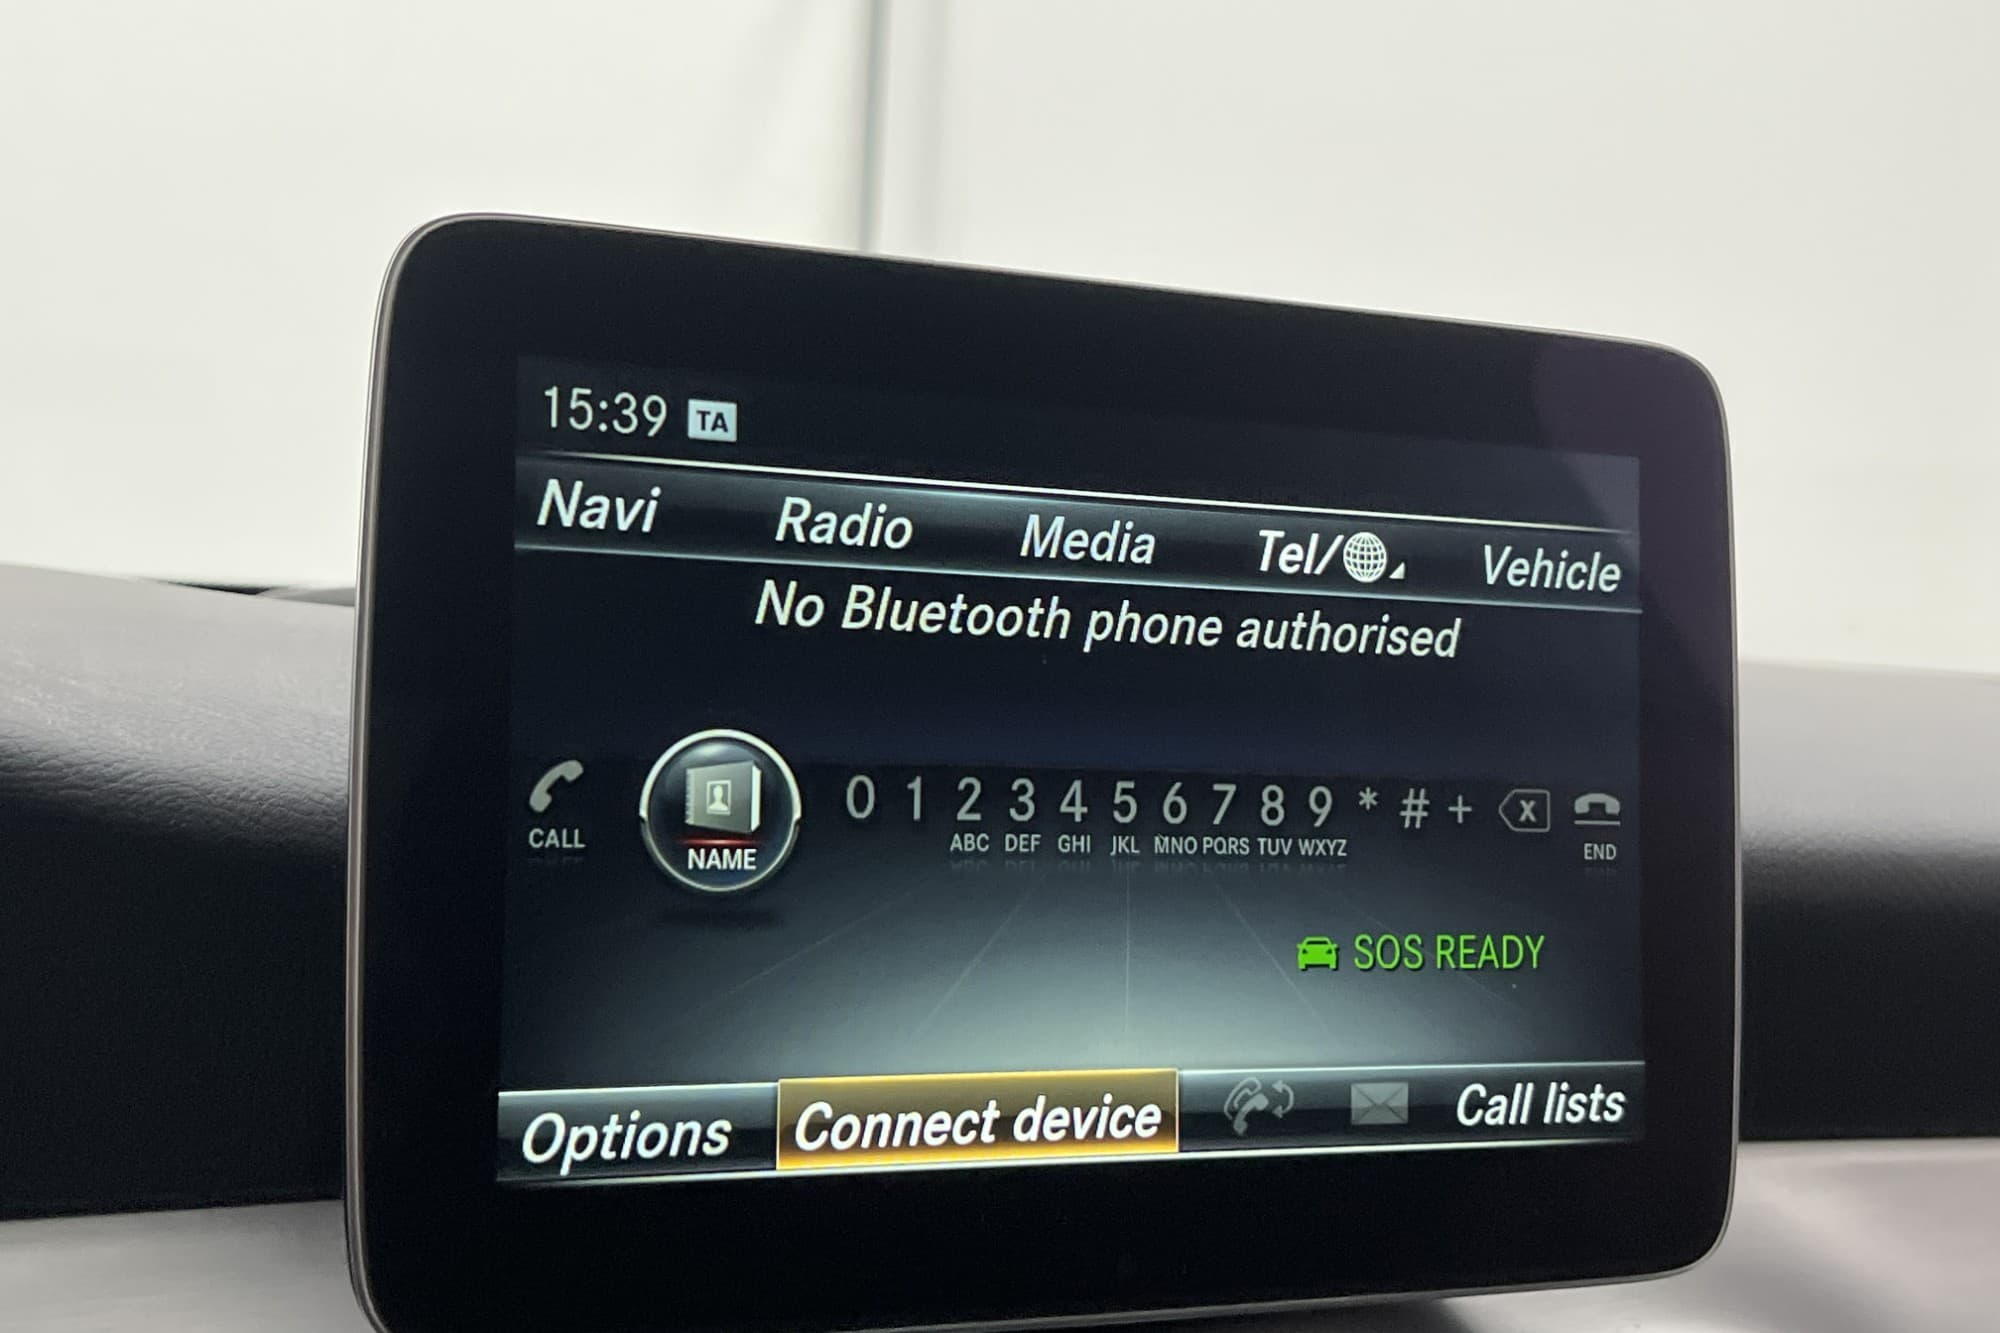 15:39 TA
Navi Radio Media Tel/ Vehicle
No Bluetooth phone authorised
0 1 2 3 4 5 6 7 8 9 * # + X
CALL NAME ABC DEF GHI JKL MNO PQRS TUV WXYZ END
SOS READY
Options Connect device Call lists